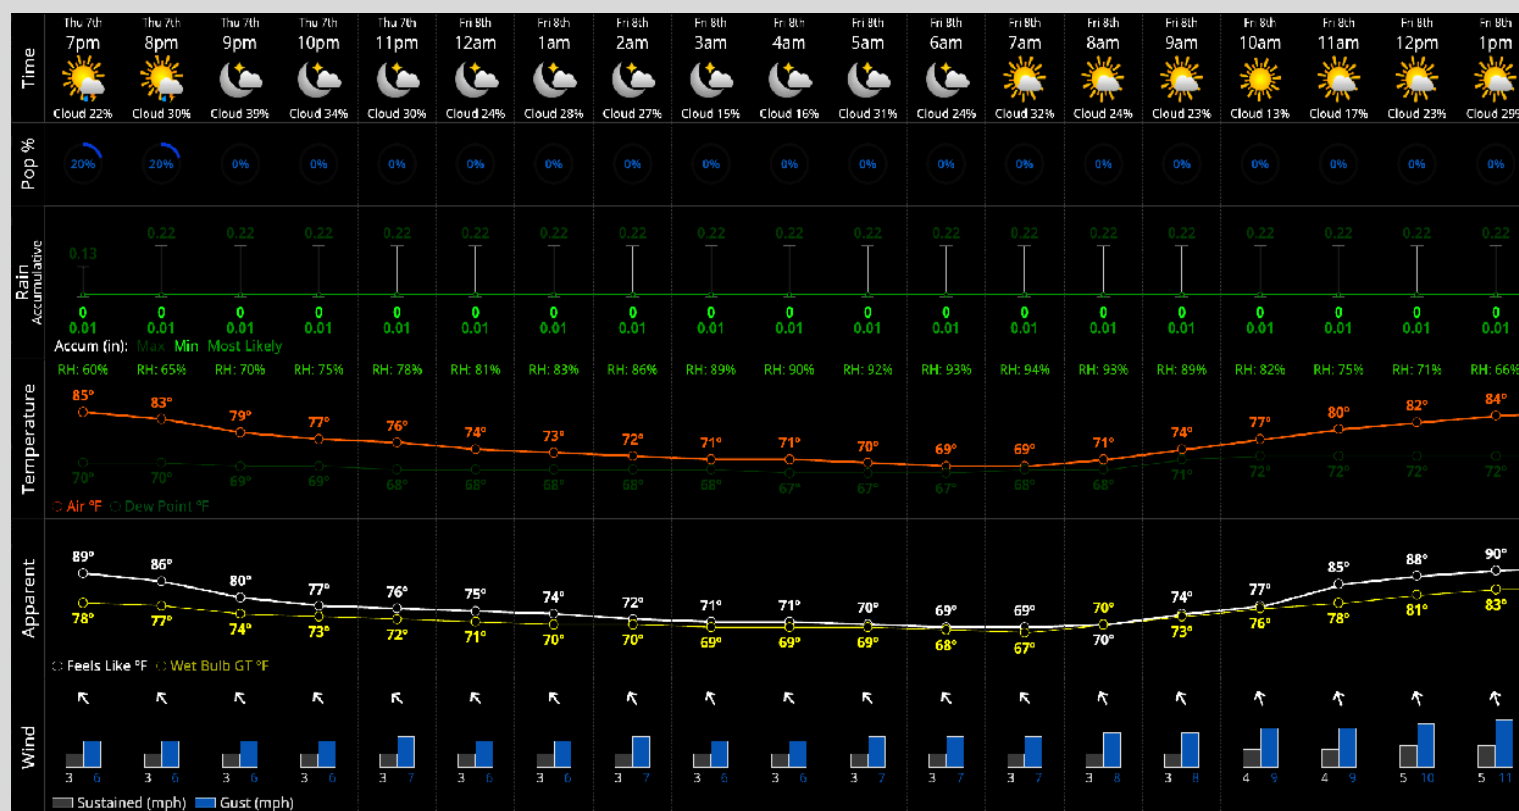 Thu 7th Thu 7th Thu 7th Thu 7th Thu 7th Fri 8th Fri 8th Fri 8th Fri 8th Fri 8th Fri 8th Fri 8th Fri 8th Fri 8th Fri 8th Fri 8th Fri 8th Fri 8th Fri 8th
Time
7pm 8pm 9pm 10pm 11pm 12am 1am 2am 3am 4am 5am 6am 7am 8am 9am 10am 11am 12pm 1pm
Cloud 22% Cloud 30% Cloud 39% Cloud 34% Cloud 30% Cloud 24% Cloud 28% Cloud 27% Cloud 15% Cloud 16% Cloud 31% Cloud 24% Cloud 32% Cloud 24% Cloud 23% Cloud 13% Cloud 17% Cloud 23% Cloud 29%
Pop %
20% 20% 0% 0% 0% 0% 0% 0% 0% 0% 0% 0% 0% 0% 0% 0% 0% 0% 0%
Rain
Accumulative
0.13 0.22 0.22 0.22 0.22 0.22 0.22 0.22 0.22 0.22 0.22 0.22 0.22 0.22 0.22 0.22 0.22 0.22 0.22
0 0 0 0 0 0 0 0 0 0 0 0 0 0 0 0 0 0 0
0.01 0.01 0.01 0.01 0.01 0.01 0.01 0.01 0.01 0.01 0.01 0.01 0.01 0.01 0.01 0.01 0.01 0.01 0.01
Accum (in): Max Min Most Likely
Temperature
RH: 60% RH: 65% RH: 70% RH: 75% RH: 78% RH: 81% RH: 83% RH: 86% RH: 89% RH: 90% RH: 92% RH: 93% RH: 94% RH: 93% RH: 89% RH: 82% RH: 75% RH: 71% RH: 66%
85° 83° 79° 77° 76° 74° 73° 72° 71° 71° 70° 69° 69° 71° 74° 77° 80° 82° 84°
70° 70° 69° 69° 68° 68° 68° 68° 68° 67° 67° 67° 68° 68° 71° 72° 72° 72° 72°
Air °F Dew Point °F
Apparent
89° 86° 80° 77° 76° 75° 74° 72° 71° 71° 70° 69° 69° 70° 74° 77° 85° 88° 90°
78° 77° 74° 73° 72° 71° 70° 70° 69° 69° 69° 68° 67° 70° 73° 76° 78° 81° 83°
Feels Like °F Wet Bulb GT °F
Wind
3 6 3 6 3 6 3 6 3 7 3 6 3 6 3 7 3 6 3 6 3 7 3 7 3 7 3 8 3 8 4 9 4 9 5 10 5 11
Sustained (mph) Gust (mph)